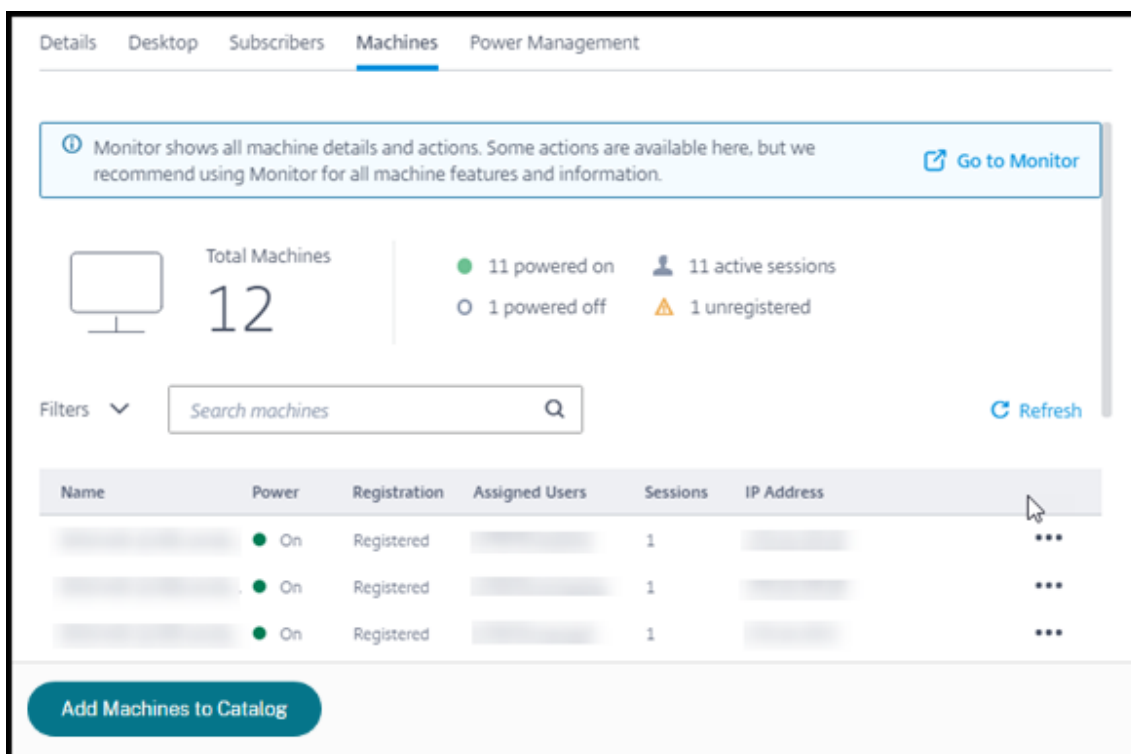 Details Desktop Subscribers Machines Power Management
Monitor shows all machine details and actions. Some actions are available here, but we
recommend using Monitor for all machine features and information.
Go to Monitor
Total Machines
12
11 powered on 11 active sessions
1 powered off 1 unregistered
Filters Search machines Refresh
Name Power Registration Assigned Users Sessions IP Address
On Registered 1
On Registered 1
On Registered 1
Add Machines to Catalog